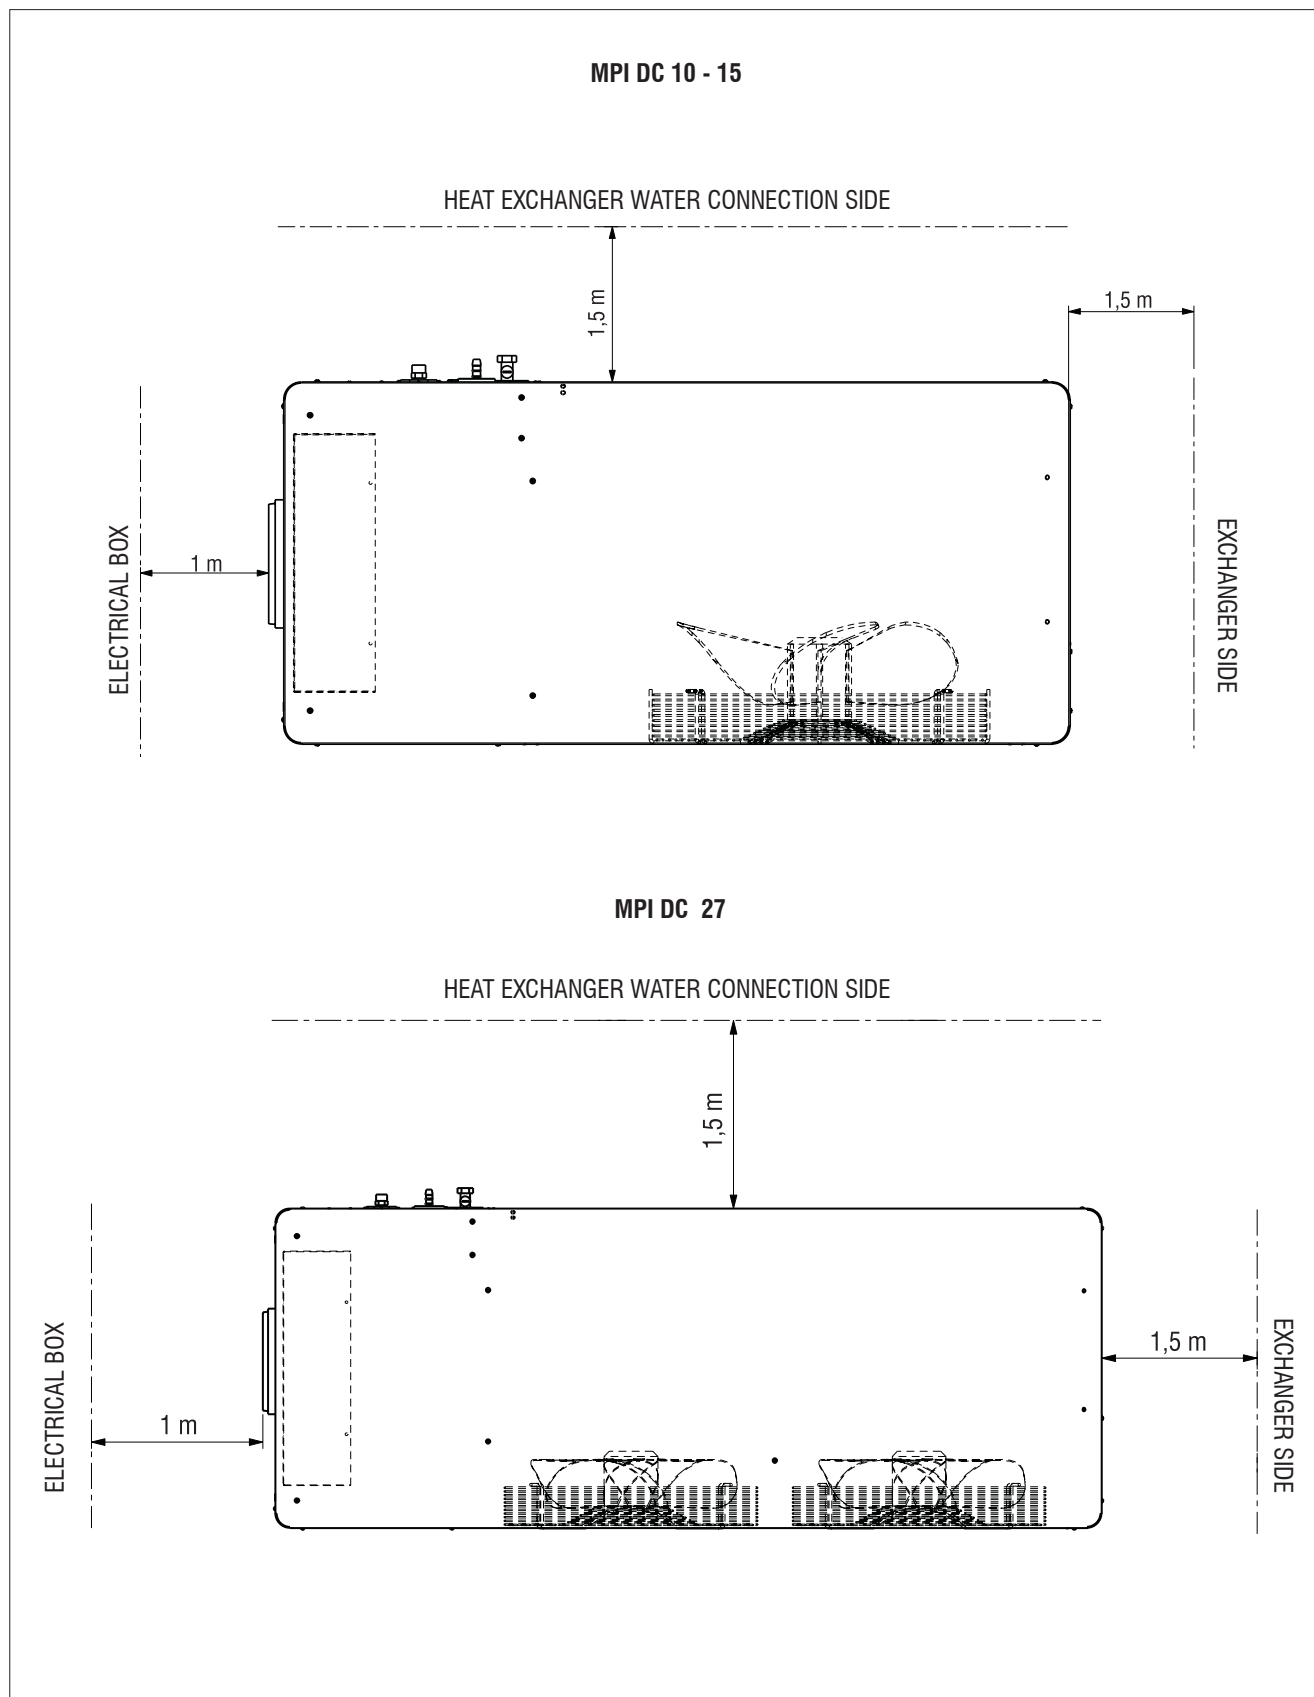 MPI DC 10 - 15
HEAT EXCHANGER WATER CONNECTION SIDE
1,5 m
1,5 m
ELECTRICAL BOX
1 m
EXCHANGER SIDE
MPI DC 27
HEAT EXCHANGER WATER CONNECTION SIDE
1,5 m
ELECTRICAL BOX
1 m
1,5 m
EXCHANGER SIDE